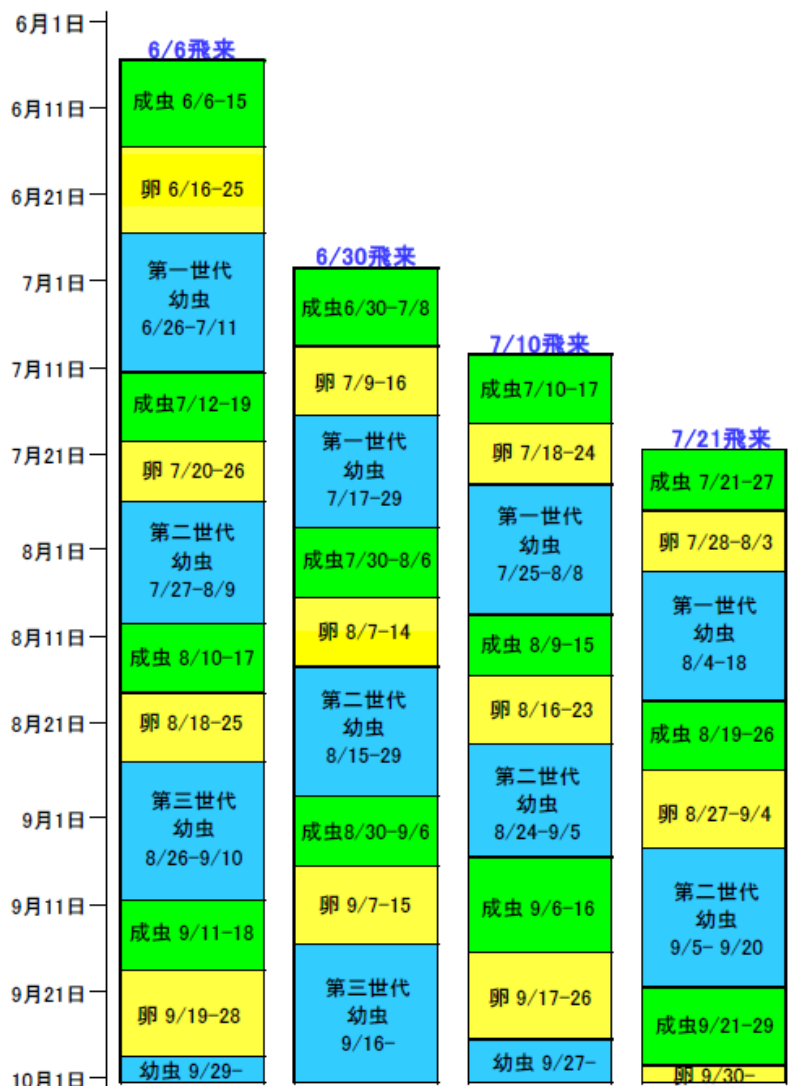 6月1日
6月11日
6月21日
7月1日
7月11日
7月21日
8月1日
8月11日
8月21日
9月1日
9月11日
9月21日
10月1日
6/6飛来
成虫 6/6-15
卵 6/16-25
第一世代
幼虫
6/26-7/11
成虫7/12-19
卵 7/20-26
第二世代
幼虫
7/27-8/9
成虫 8/10-17
卵 8/18-25
第三世代
幼虫
8/26-9/10
成虫 9/11-18
卵 9/19-28
幼虫 9/29-
6/30飛来
成虫6/30-7/8
卵 7/9-16
第一世代
幼虫
7/17-29
成虫7/30-8/6
卵 8/7-14
第二世代
幼虫
8/15-29
成虫8/30-9/6
卵 9/7-15
第三世代
幼虫
9/16-
7/10飛来
成虫7/10-17
卵 7/18-24
第一世代
幼虫
7/25-8/8
成虫 8/9-15
卵 8/16-23
第二世代
幼虫
8/24-9/5
成虫 9/6-16
卵 9/17-26
幼虫 9/27-
7/21飛来
成虫 7/21-27
卵 7/28-8/3
第一世代
幼虫
8/4-18
成虫 8/19-26
卵 8/27-9/4
第二世代
幼虫
9/5- 9/20
成虫9/21-29
卵 9/30-